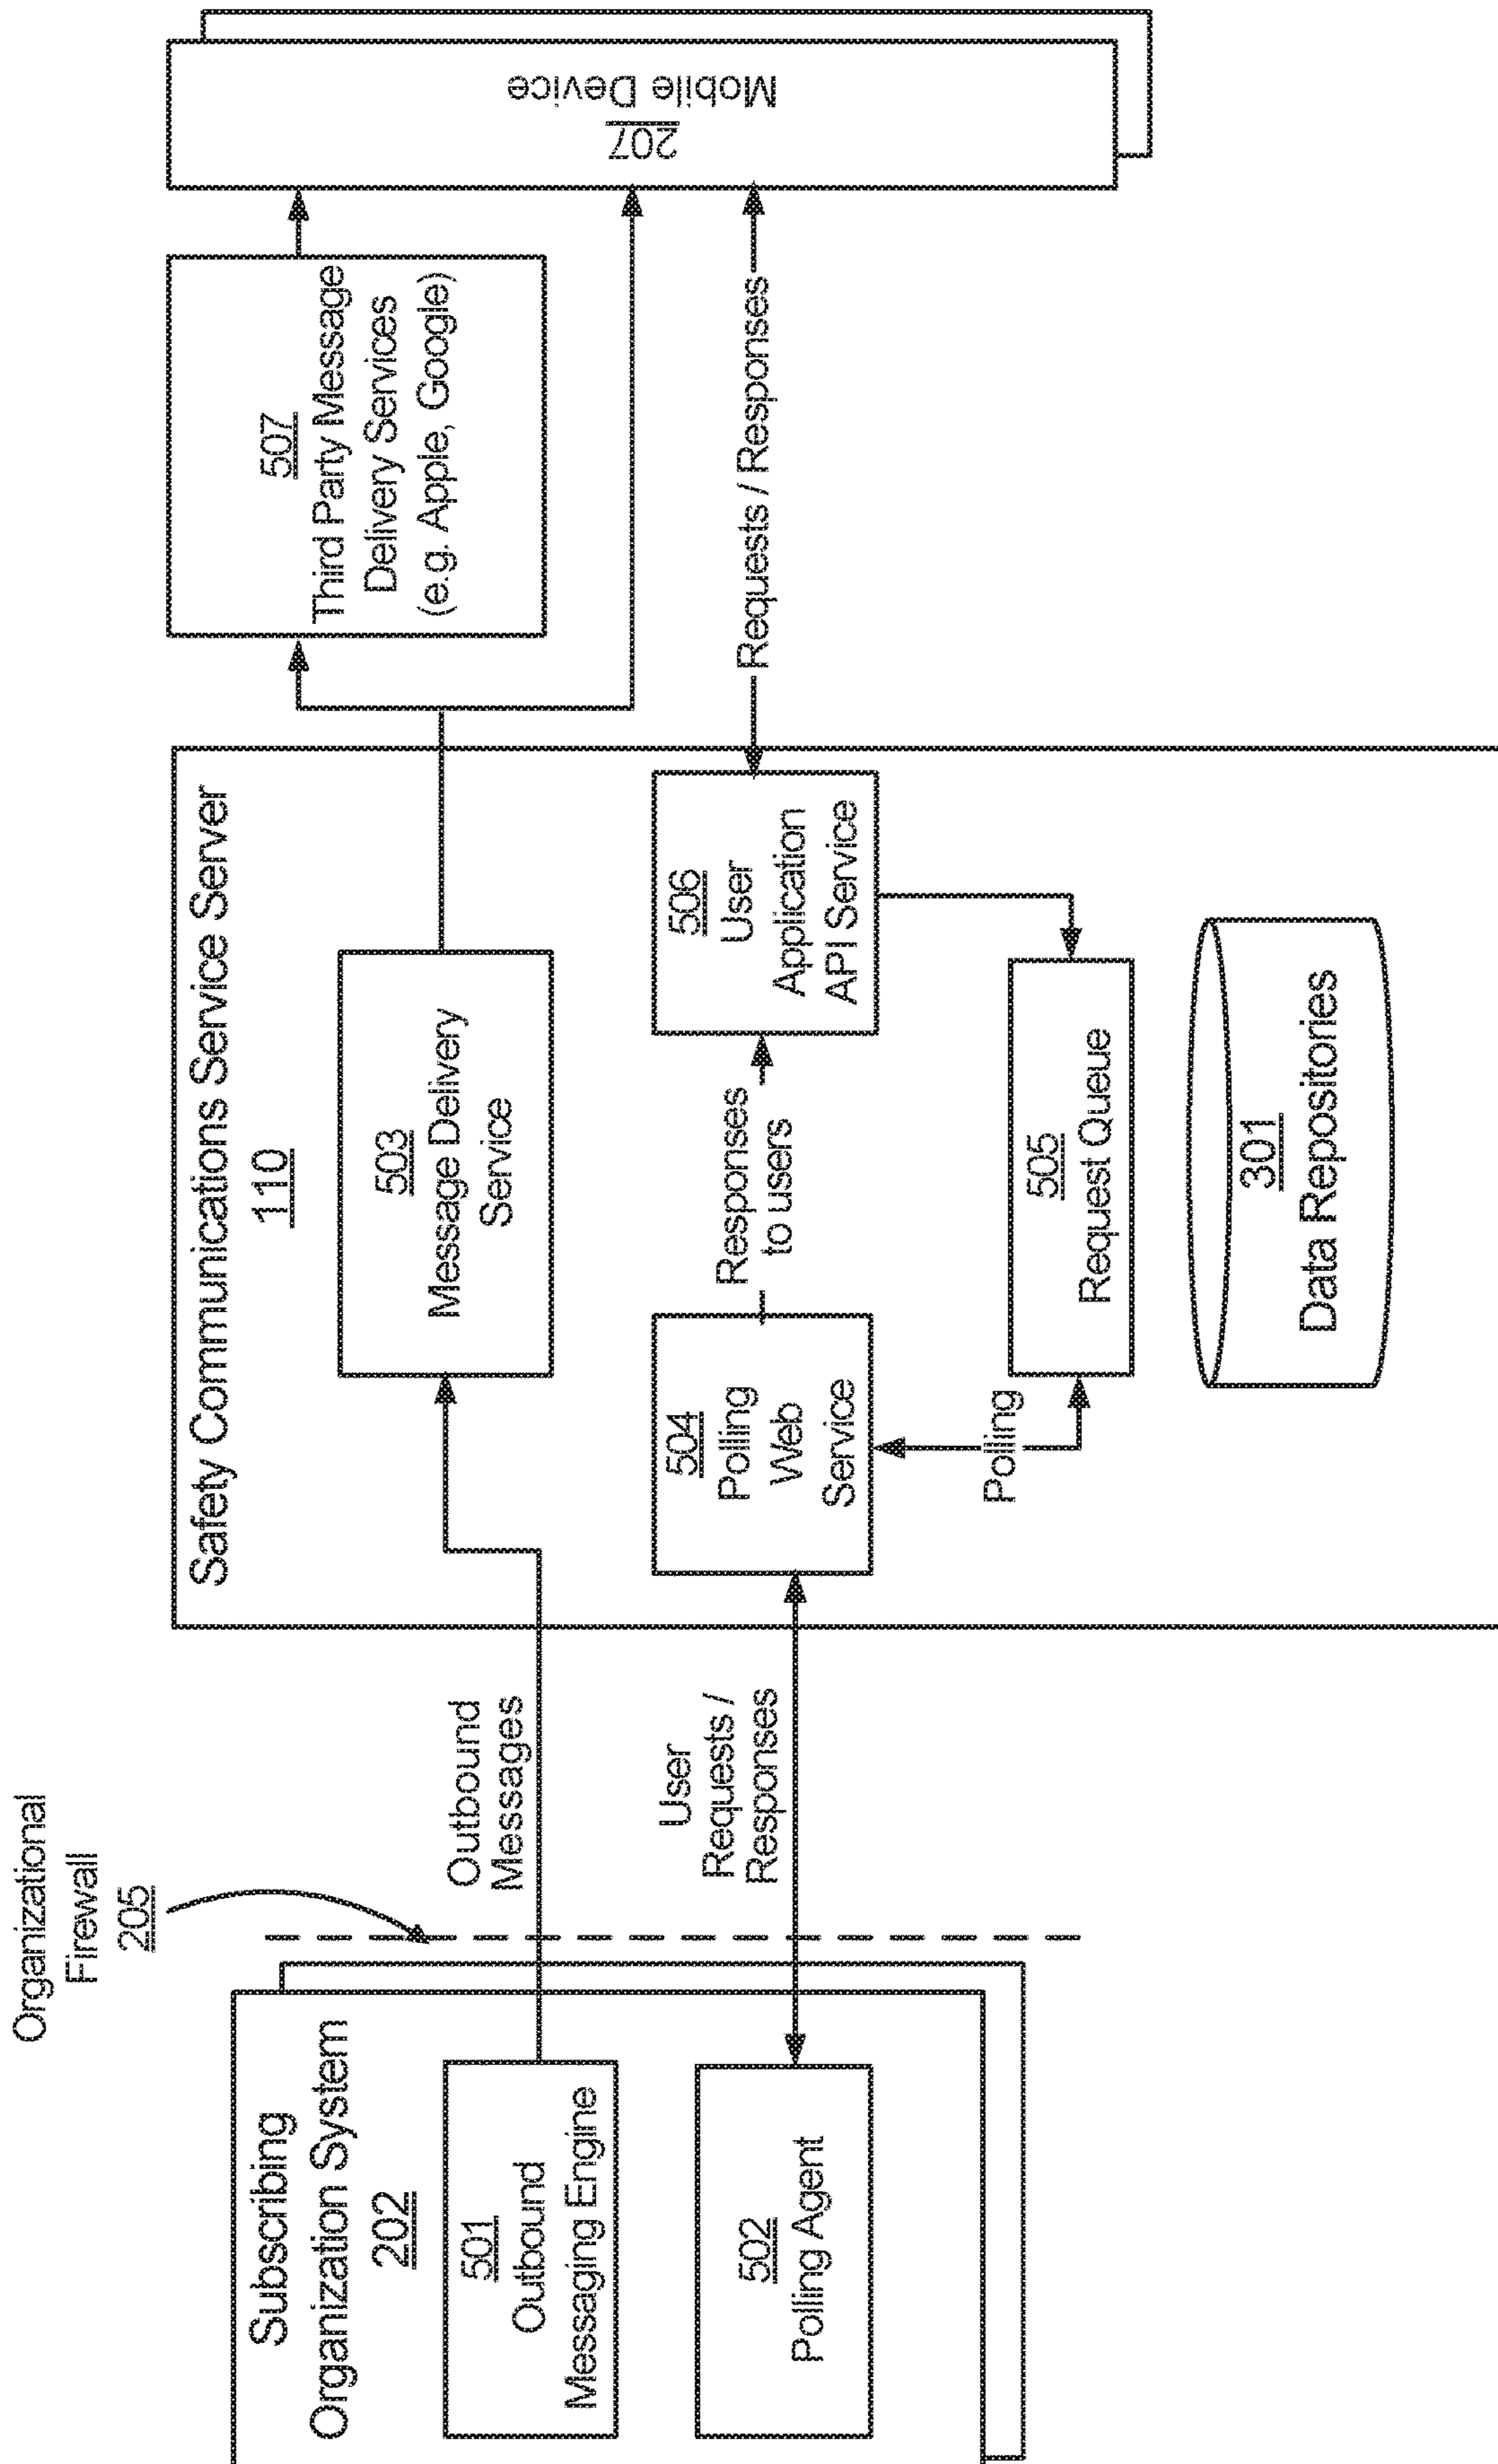 Organizational
Firewall
205
Subscribing
Organization System
202
501
Outbound
Messaging Engine
502
Polling Agent
Outbound
Messages
User
Requests /
Responses
Safety Communications Service Server
110
503
Message Delivery
Service
504
Polling
Web
Service
Responses
to users
506
User
Application
API Service
Polling
505
Request Queue
301
Data Repositories
507
Third Party Message
Delivery Services
(e.g. Apple, Google)
Requests / Responses
207
Mobile Device